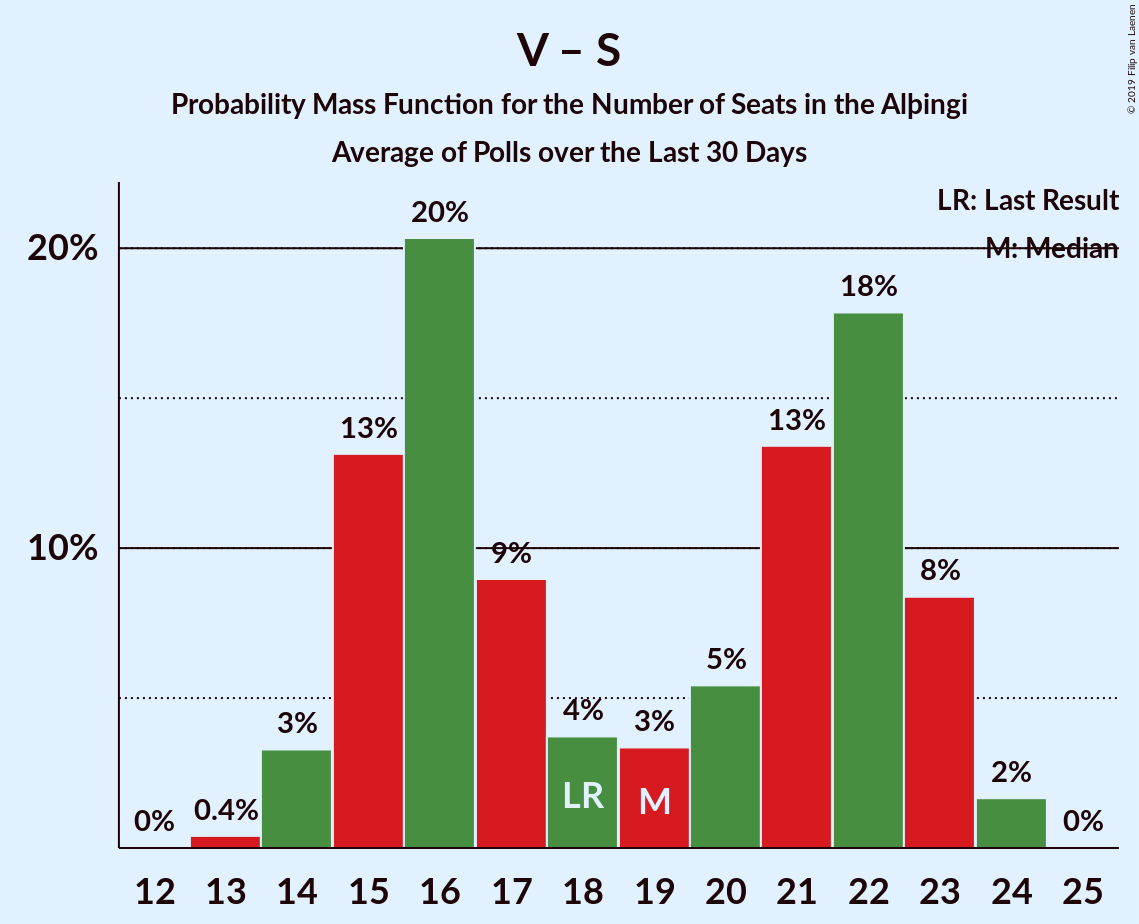 V – S
Probability Mass Function for the Number of Seats in the Alþingi
Average of Polls over the Last 30 Days
© 2019 Filip van Laenen
LR: Last Result
M: Median
20%
10%
0%
0.4%
3%
13%
20%
9%
4%
3%
5%
13%
18%
8%
2%
0%
LR
M
12 13 14 15 16 17 18 19 20 21 22 23 24 25